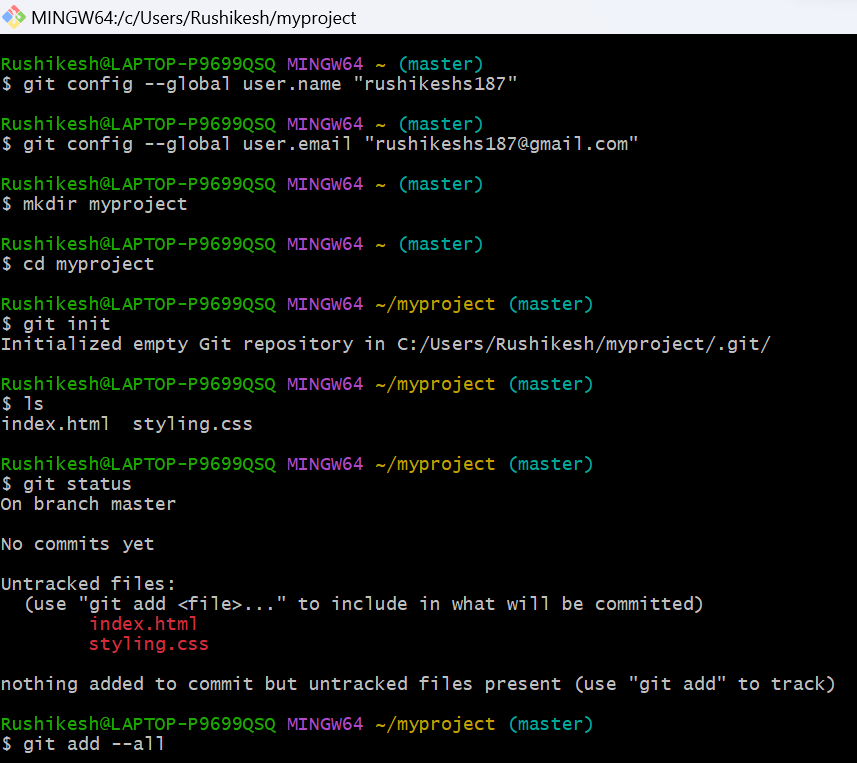 MINGW64:/c/Users/Rushikesh/myproject
Rushikesh@LAPTOP-P9699QSQ MINGW64 ~ (master)
$ git config --global user.name "rushikeshs187"
Rushikesh@LAPTOP-P9699QSQ MINGW64 ~ (master)
$ git config --global user.email "rushikeshs187@gmail.com"
Rushikesh@LAPTOP-P9699QSQ MINGW64 ~ (master)
$ mkdir myproject
Rushikesh@LAPTOP-P9699QSQ MINGW64 ~ (master)
$ cd myproject
Rushikesh@LAPTOP-P9699QSQ MINGW64 ~/myproject (master)
$ git init
Initialized empty Git repository in C:/Users/Rushikesh/myproject/.git/
Rushikesh@LAPTOP-P9699QSQ MINGW64 ~/myproject (master)
$ ls
index.html  styling.css
Rushikesh@LAPTOP-P9699QSQ MINGW64 ~/myproject (master)
$ git status
On branch master
No commits yet
Untracked files:
  (use "git add <file>..." to include in what will be committed)
        index.html
        styling.css
nothing added to commit but untracked files present (use "git add" to track)
Rushikesh@LAPTOP-P9699QSQ MINGW64 ~/myproject (master)
$ git add --all